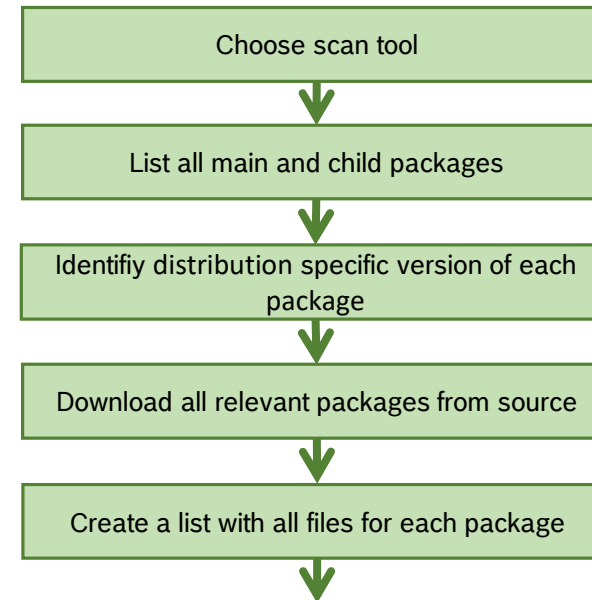 Choose scan tool
List all main and child packages
Identifiy distribution specific version of each
package
Download all relevant packages from source
Create a list with all files for each package